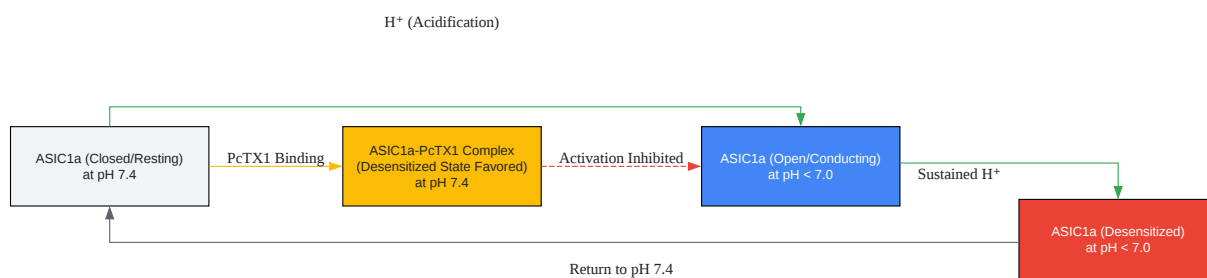 H⁺ (Acidification)
ASIC1a (Closed/Resting)
at pH 7.4
PcTX1 Binding
ASIC1a-PcTX1 Complex
(Desensitized State Favored)
at pH 7.4
Activation Inhibited
ASIC1a (Open/Conducting)
at pH < 7.0
Sustained H⁺
ASIC1a (Desensitized)
at pH < 7.0
Return to pH 7.4